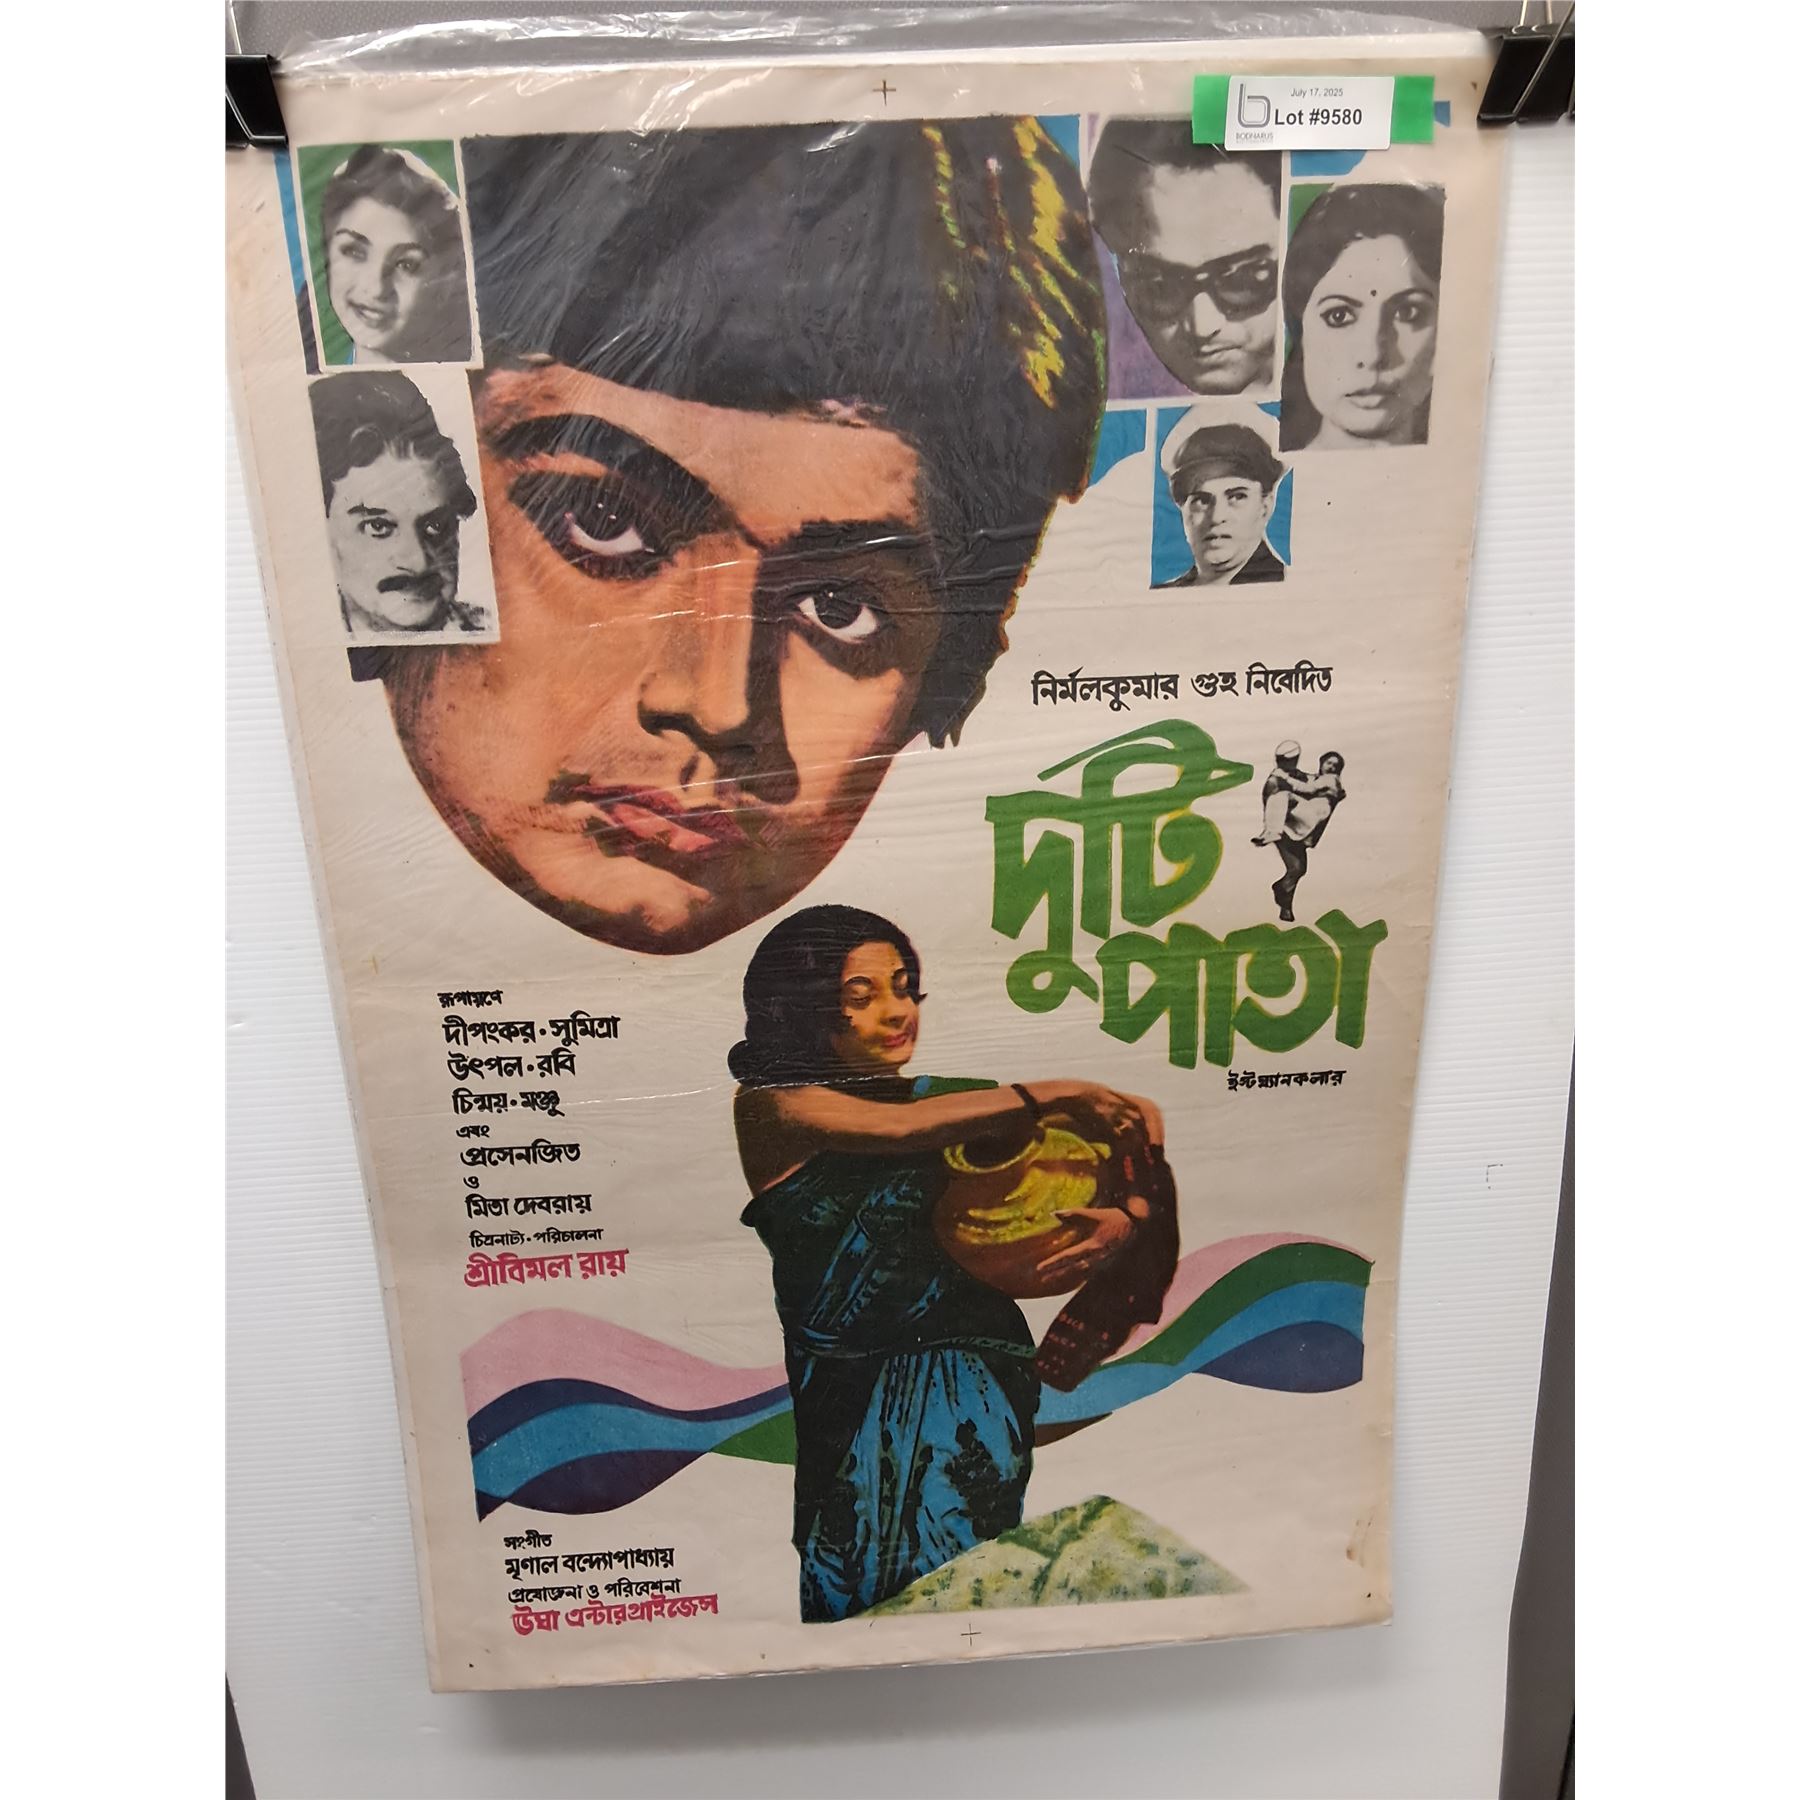 July 17, 2025
Lot #9580
BODNARUS
নির্মলকুমার গুহ নিবেদিত
দুটি
পাতা
ইস্টম্যানকলার
রূপায়ণে
দীপংকর • সুমিত্রা
উৎপল • রবি
চিন্ময় • মঞ্জু
এবং
প্রসেনজিত
ও
মিতা দেবরায়
চিত্রনাট্য • পরিচালনা
শ্রীবিমল রায়
সংগীত
মৃণাল বন্দ্যোপাধ্যায়
প্রযোজনা ও পরিবেশনা
উষা এন্টারপ্রাইজেস